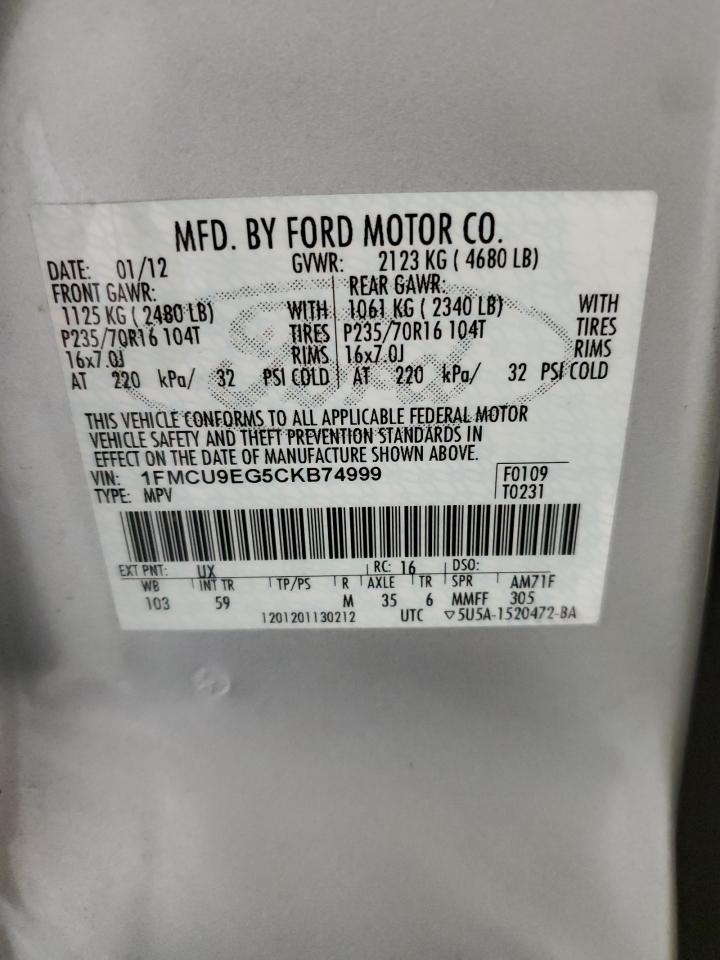 MFD. BY FORD MOTOR CO.
DATE: 01/12 GVWR: 2123 KG ( 4680 LB)
FRONT GAWR: REAR GAWR:
1125 KG ( 2480 LB) WITH 1061 KG ( 2340 LB) WITH
P235/70R16 104T TIRES P235/70R16 104T TIRES
16x7.0J RIMS 16x7.0J RIMS
AT 220 kPa/ 32 PSI COLD AT 220 kPa/ 32 PSI COLD
THIS VEHICLE CONFORMS TO ALL APPLICABLE FEDERAL MOTOR
VEHICLE SAFETY AND THEFT PREVENTION STANDARDS IN
EFFECT ON THE DATE OF MANUFACTURE SHOWN ABOVE.
VIN: 1FMCU9EG5CKB74999 F0109
TYPE: MPV T0231
EXT PNT: UX RC: 16 DSO:
WB INT TR TP/PS R AXLE TR SPR AM71F
103 59 M 35 6 MMFF 305
1201201130212 UTC ▽5U5A-1520472-BA